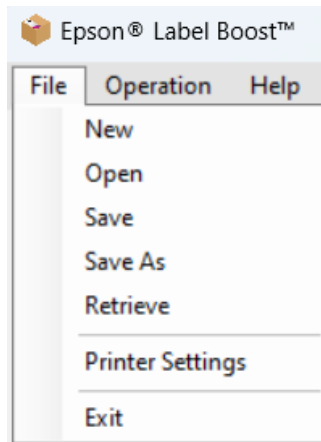 Epson® Label Boost™
File Operation Help
New
Open
Save
Save As
Retrieve
Printer Settings
Exit